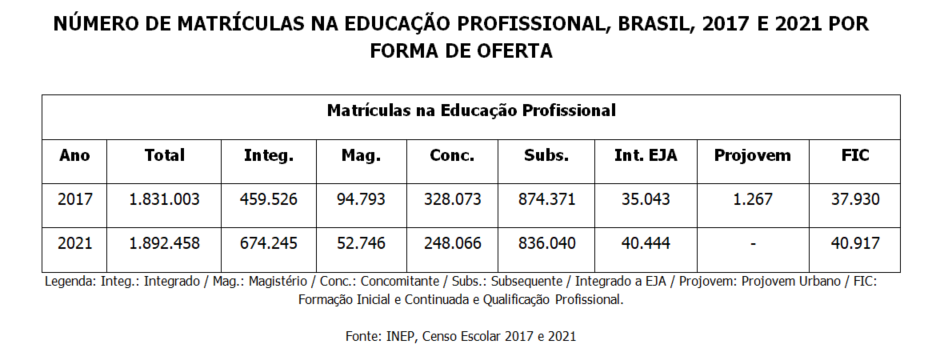 NÚMERO DE MATRÍCULAS NA EDUCAÇÃO PROFISSIONAL, BRASIL, 2017 E 2021 POR
FORMA DE OFERTA
Matrículas na Educação Profissional
Ano Total Integ. Mag. Conc. Subs. Int. EJA Projovem FIC
2017 1.831.003 459.526 94.793 328.073 874.371 35.043 1.267 37.930
2021 1.892.458 674.245 52.746 248.066 836.040 40.444 - 40.917
Legenda: Integ.: Integrado / Mag.: Magistério / Conc.: Concomitante / Subs.: Subsequente / Integrado a EJA / Projovem: Projovem Urbano / FIC:
Formação Inicial e Continuada e Qualificação Profissional.
Fonte: INEP, Censo Escolar 2017 e 2021